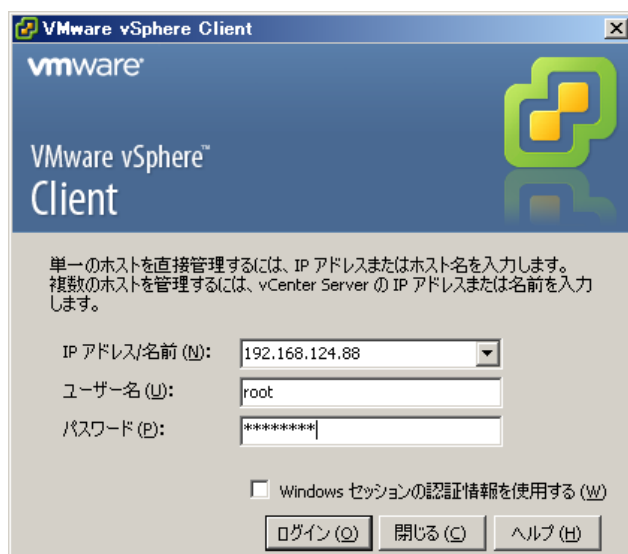 VMware vSphere Client
vmware®
VMware vSphere™
Client
単一のホストを直接管理するには、IP アドレスまたはホスト名を入力します。
複数のホストを管理するには、vCenter Server の IP アドレスまたは名前を入力
します。
IP アドレス/名前 (N): 192.168.124.88
ユーザー名 (U): root
パスワード (P): ********
Windows セッションの認証情報を使用する (W)
ログイン (O) 閉じる (C) ヘルプ (H)